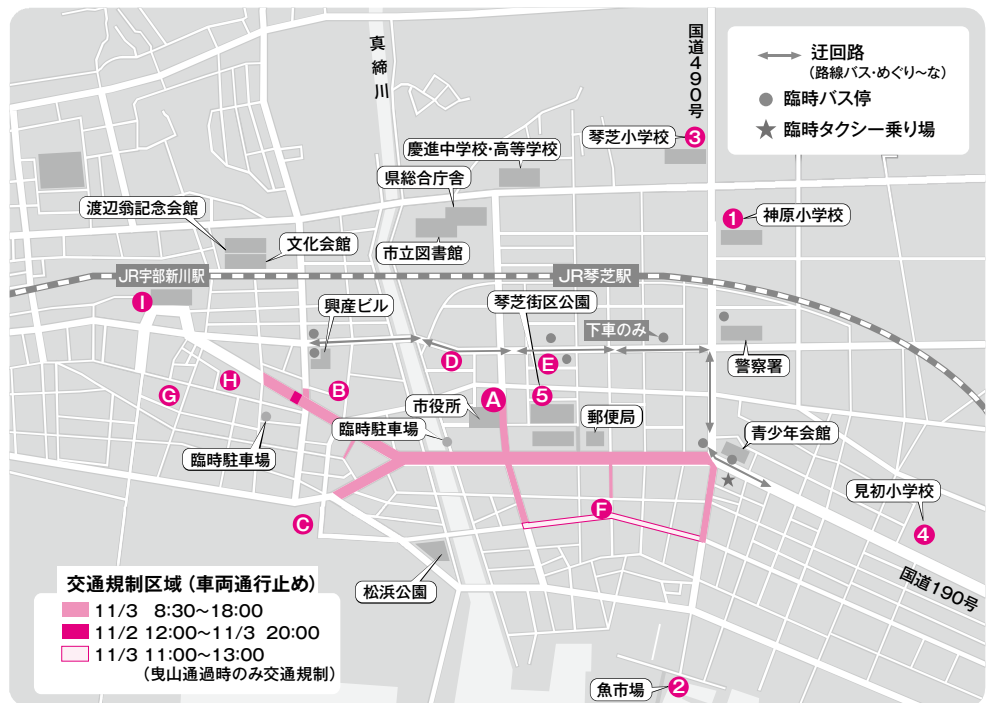 真締川
国道490号
迂回路
(路線バス・めぐり~な)
臨時バス停
臨時タクシー乗り場
琴芝小学校
3
慶進中学校・高等学校
県総合庁舎
市立図書館
1
神原小学校
渡辺翁記念会館
文化会館
JR宇部新川駅
JR琴芝駅
I
興産ビル
琴芝街区公園
下車のみ
D
E
警察署
H
G
B
A
5
市役所
郵便局
臨時駐車場
臨時駐車場
青少年会館
見初小学校
4
F
C
松浜公園
国道190号
魚市場
2
交通規制区域(車両通行止め)
11/3 8:30~18:00
11/2 12:00~11/3 20:00
11/3 11:00~13:00
(曳山通過時のみ交通規制)